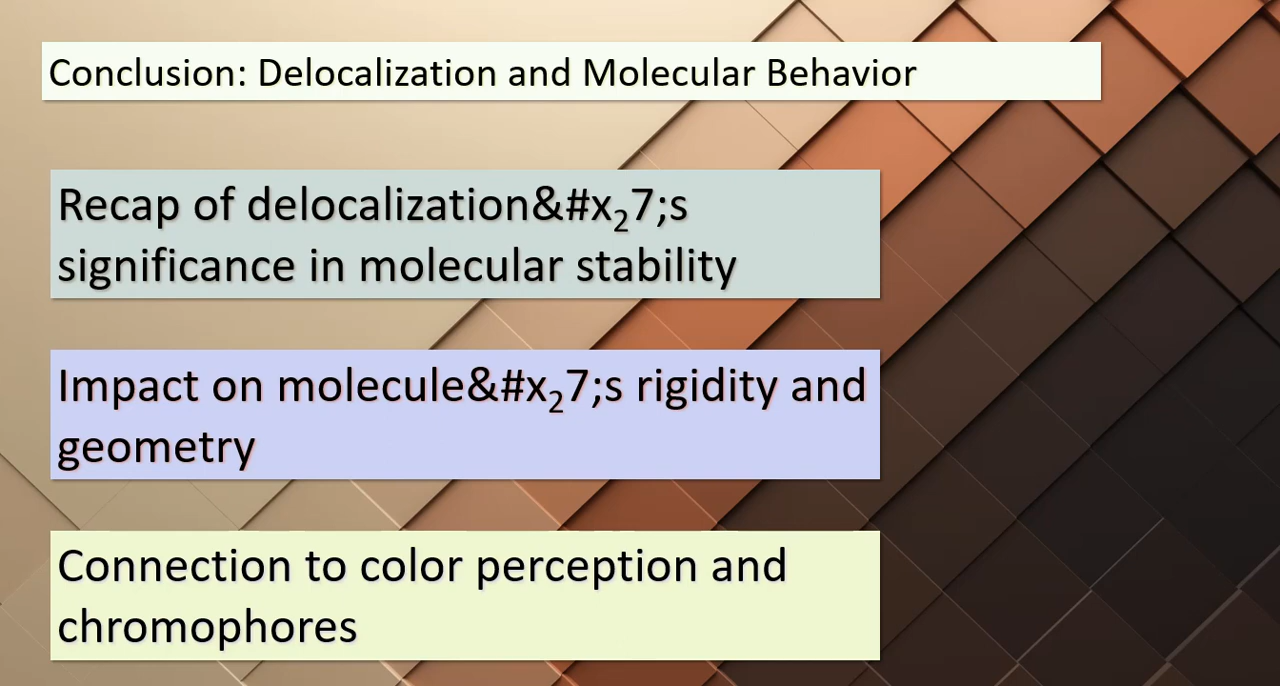 Conclusion: Delocalization and Molecular Behavior
Recap of delocalization&#x₂7;s
significance in molecular stability
Impact on molecule&#x₂7;s rigidity and
geometry
Connection to color perception and
chromophores